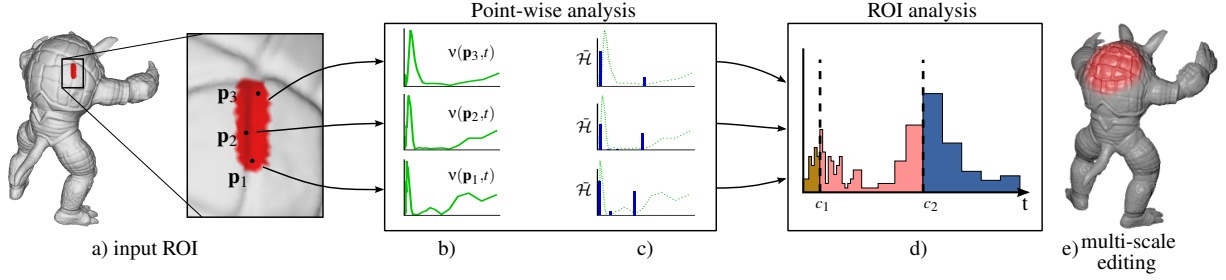 Point-wise analysis
ROI analysis
p₃
p₂
p₁
ν(p₃,t)
ν(p₂,t)
ν(p₁,t)
ℋ̄
ℋ̄
ℋ̄
c₁
c₂
t
a) input ROI
b)
c)
d)
e) multi-scale
editing